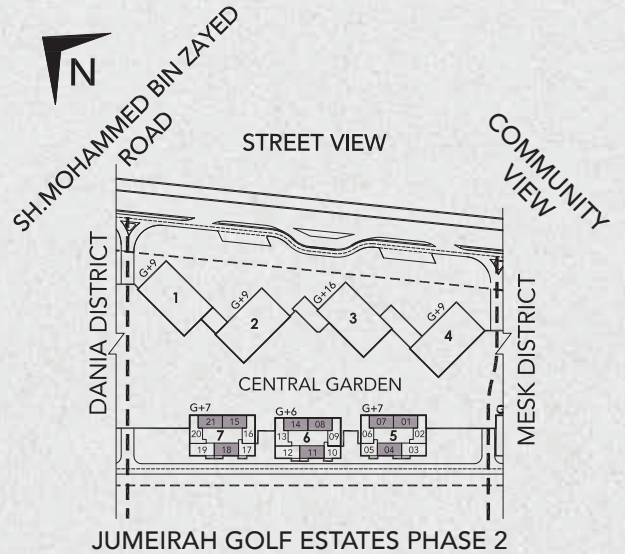 N
SH.MOHAMMED BIN ZAYED
ROAD
STREET VIEW
COMMUNITY
VIEW
DANIA DISTRICT
MESK DISTRICT
G+9
1
G+9
2
G+16
3
G+9
4
CENTRAL GARDEN
G+7
21 15
20 7 16
19 18 17
G+6
14 08
13 6 09
12 11 10
G+7
07 01
06 5 02
05 04 03
G
JUMEIRAH GOLF ESTATES PHASE 2